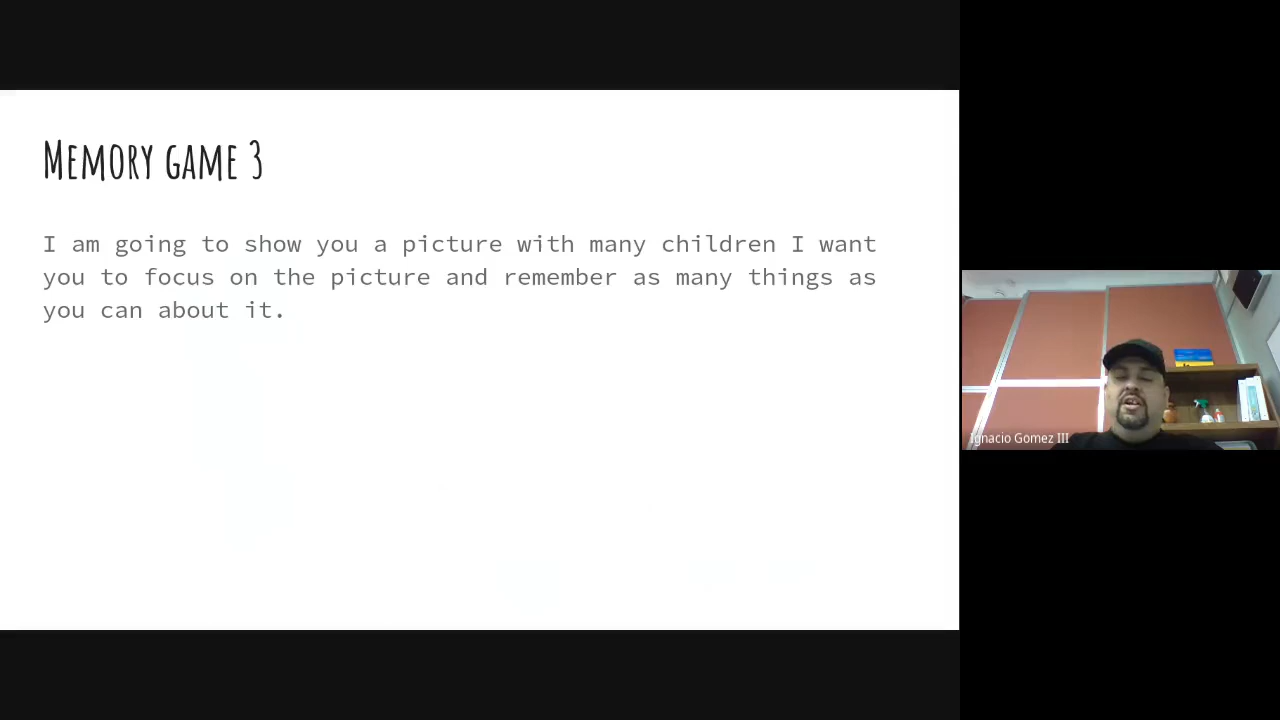 Memory game 3
I am going to show you a picture with many children I want
you to focus on the picture and remember as many things as
you can about it.
Ignacio Gomez III